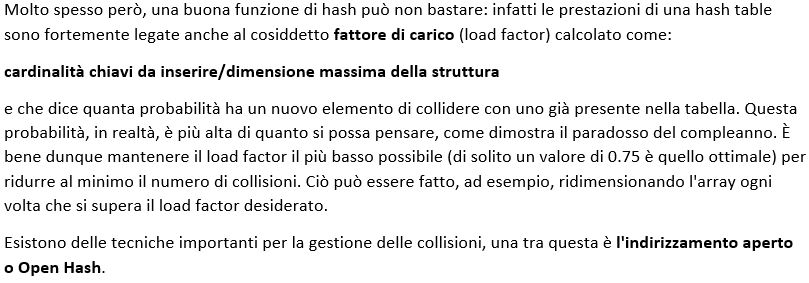 Molto spesso però, una buona funzione di hash può non bastare: infatti le prestazioni di una hash table
sono fortemente legate anche al cosiddetto fattore di carico (load factor) calcolato come:
cardinalità chiavi da inserire/dimensione massima della struttura
e che dice quanta probabilità ha un nuovo elemento di collidere con uno già presente nella tabella. Questa
probabilità, in realtà, è più alta di quanto si possa pensare, come dimostra il paradosso del compleanno. È
bene dunque mantenere il load factor il più basso possibile (di solito un valore di 0.75 è quello ottimale) per
ridurre al minimo il numero di collisioni. Ciò può essere fatto, ad esempio, ridimensionando l'array ogni
volta che si supera il load factor desiderato.
Esistono delle tecniche importanti per la gestione delle collisioni, una tra questa è l'indirizzamento aperto
o Open Hash.